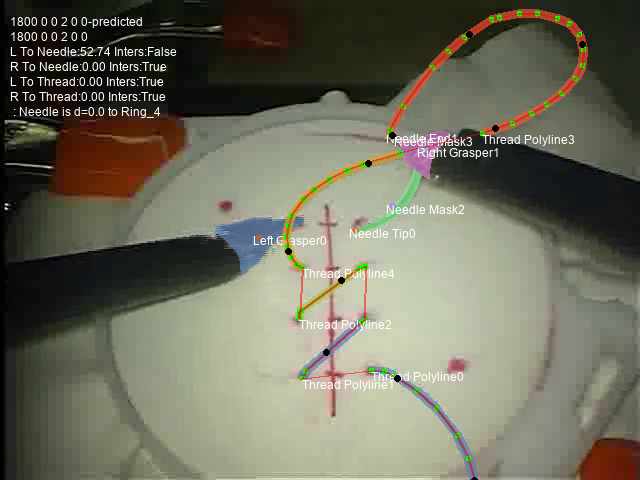 1800 0 0 2 0 0-predicted
1800 0 0 2 0 0
L To Needle:52.74 Inters:False
R To Needle:0.00 Inters:True
L To Thread:0.00 Inters:True
R To Thread:0.00 Inters:True
: Needle is d=0.0 to Ring_4
Needle End1
Needle Mask3
Thread Polyline3
Right Grasper1
Needle Mask2
Needle Tip0
Left Grasper0
Thread Polyline4
Thread Polyline2
Thread Polyline0
Thread Polyline1